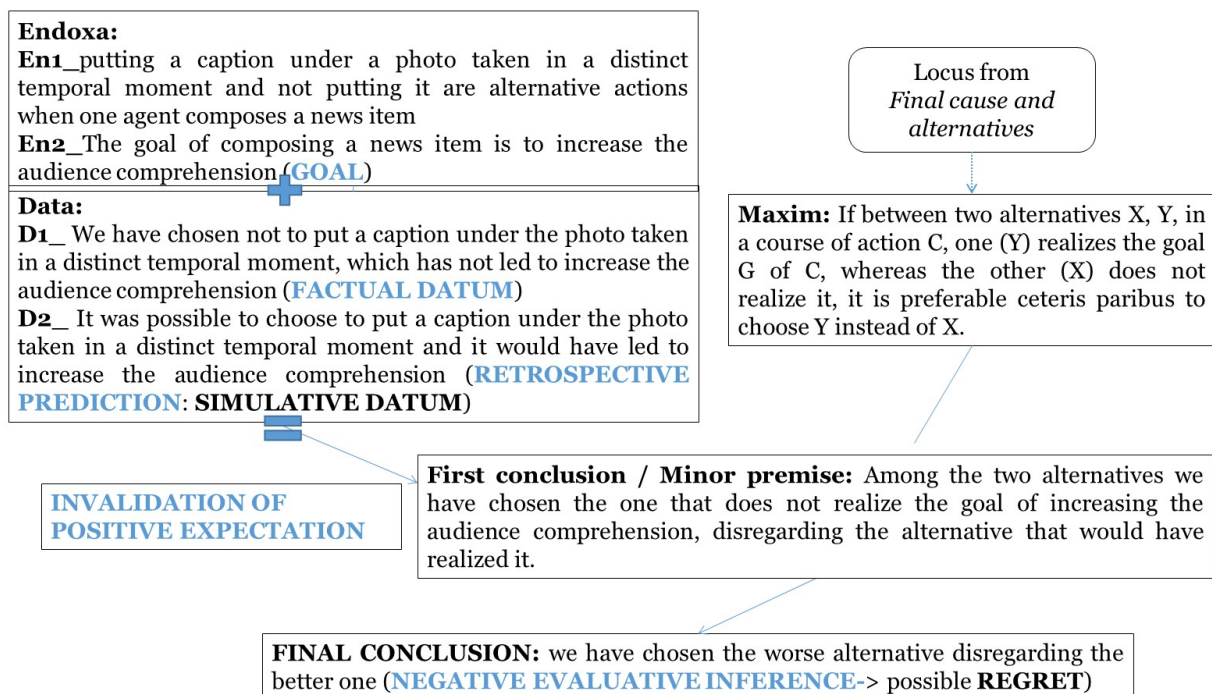 Endoxa:
En1_putting a caption under a photo taken in a distinct
temporal moment and not putting it are alternative actions
when one agent composes a news item
En2_The goal of composing a news item is to increase the
audience comprehension (GOAL)
Data:
D1_ We have chosen not to put a caption under the photo taken
in a distinct temporal moment, which has not led to increase the
audience comprehension (FACTUAL DATUM)
D2_ It was possible to choose to put a caption under the photo
taken in a distinct temporal moment and it would have led to
increase the audience comprehension (RETROSPECTIVE
PREDICTION: SIMULATIVE DATUM)
Locus from
Final cause and
alternatives
Maxim: If between two alternatives X, Y, in
a course of action C, one (Y) realizes the goal
G of C, whereas the other (X) does not
realize it, it is preferable ceteris paribus to
choose Y instead of X.
INVALIDATION OF
POSITIVE EXPECTATION
First conclusion / Minor premise: Among the two alternatives we
have chosen the one that does not realize the goal of increasing the
audience comprehension, disregarding the alternative that would have
realized it.
FINAL CONCLUSION: we have chosen the worse alternative disregarding the
better one (NEGATIVE EVALUATIVE INFERENCE-> possible REGRET)